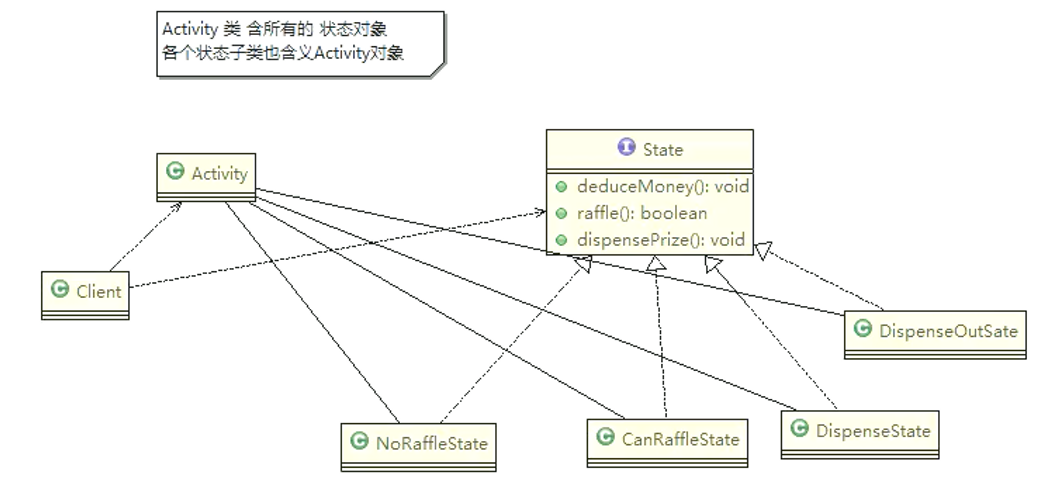 Activity 类 含所有的 状态对象
各个状态子类也含义Activity对象
Activity
State
deduceMoney(): void
raffle(): boolean
dispensePrize(): void
Client
DispenseOutSate
NoRaffleState
CanRaffleState
DispenseState